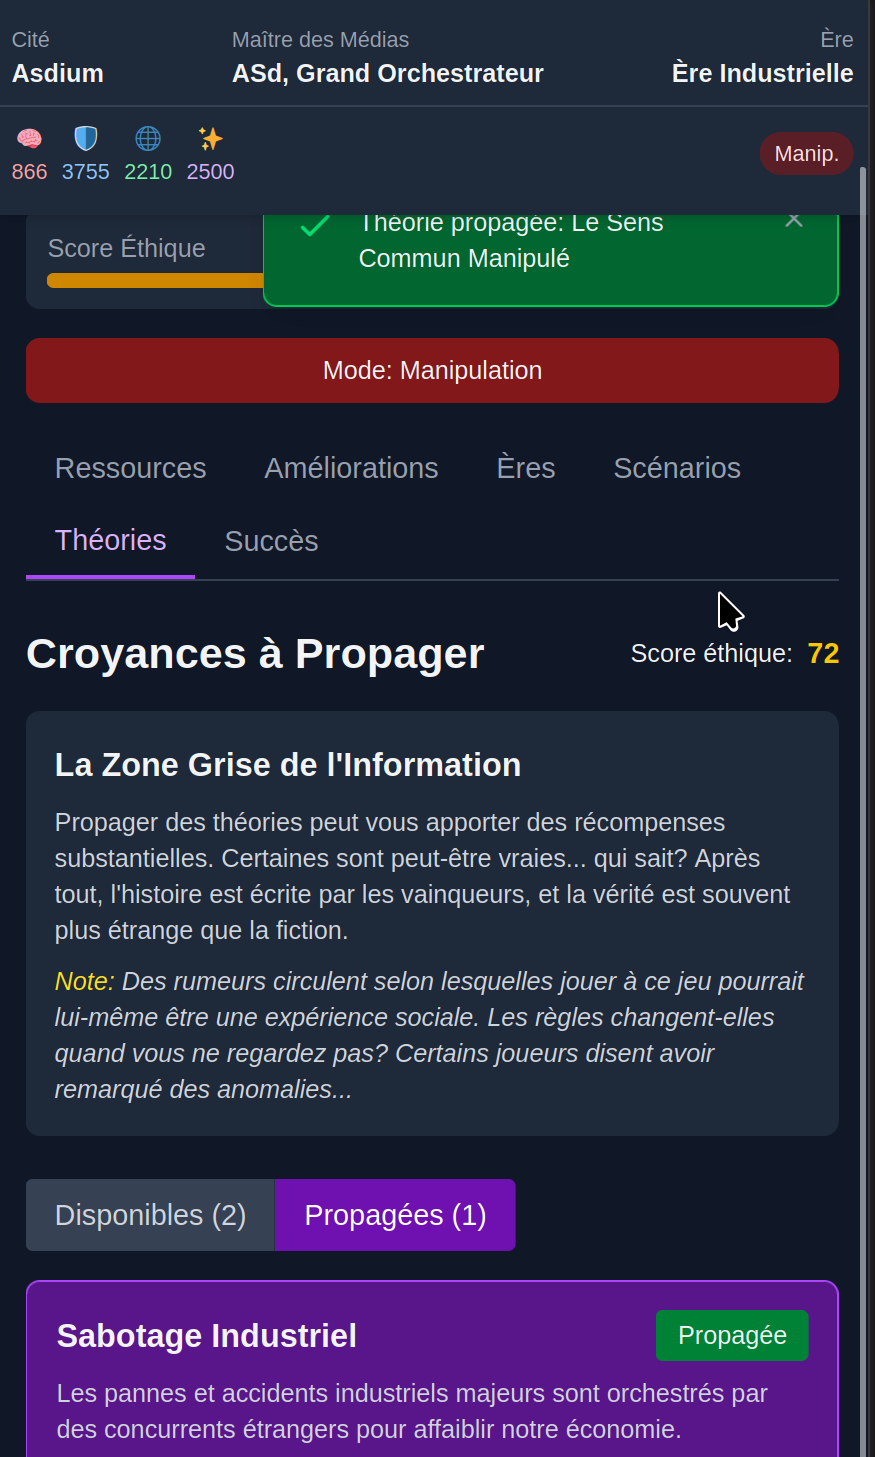 Cité
Maître des Médias
Ère
Asdium
ASd, Grand Orchestrateur
Ère Industrielle
866
3755
2210
2500
Manip.
Score Éthique
Théorie propagée: Le Sens
Commun Manipulé
Mode: Manipulation
Ressources
Améliorations
Ères
Scénarios
Théories
Succès
Croyances à Propager
Score éthique: 72
La Zone Grise de l'Information
Propager des théories peut vous apporter des récompenses
substantielles. Certaines sont peut-être vraies... qui sait? Après
tout, l'histoire est écrite par les vainqueurs, et la vérité est souvent
plus étrange que la fiction.
Note: Des rumeurs circulent selon lesquelles jouer à ce jeu pourrait
lui-même être une expérience sociale. Les règles changent-elles
quand vous ne regardez pas? Certains joueurs disent avoir
remarqué des anomalies...
Disponibles (2)
Propagées (1)
Sabotage Industriel
Propagée
Les pannes et accidents industriels majeurs sont orchestrés par
des concurrents étrangers pour affaiblir notre économie.